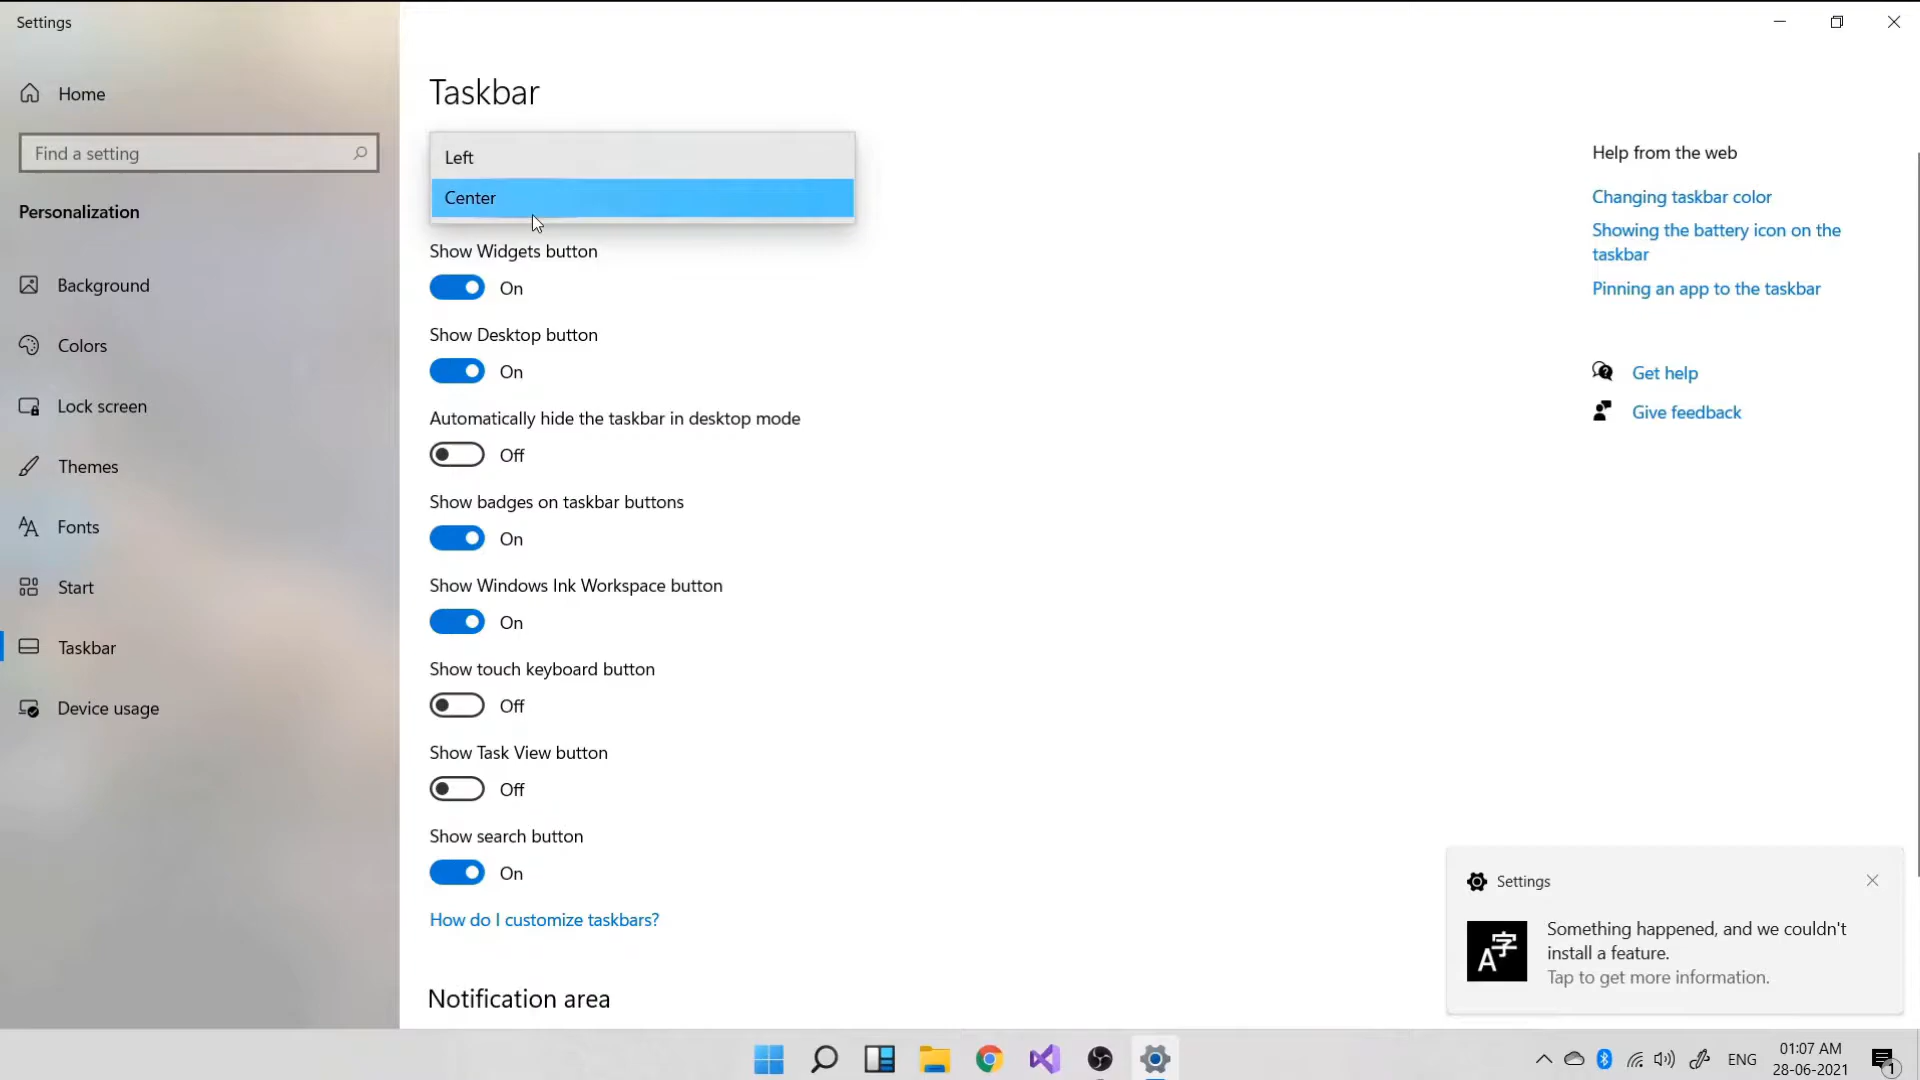 Settings
Home
Find a setting
Personalization
Background
Colors
Lock screen
Themes
Fonts
Start
Taskbar
Device usage
Taskbar
Left
Center
Show Widgets button
On
Show Desktop button
On
Automatically hide the taskbar in desktop mode
Off
Show badges on taskbar buttons
On
Show Windows Ink Workspace button
On
Show touch keyboard button
Off
Show Task View button
Off
Show search button
On
How do I customize taskbars?
Notification area
Help from the web
Changing taskbar color
Showing the battery icon on the
taskbar
Pinning an app to the taskbar
Get help
Give feedback
Settings
A字
Something happened, and we couldn't
install a feature.
Tap to get more information.
ENG
01:07 AM
28-06-2021
1